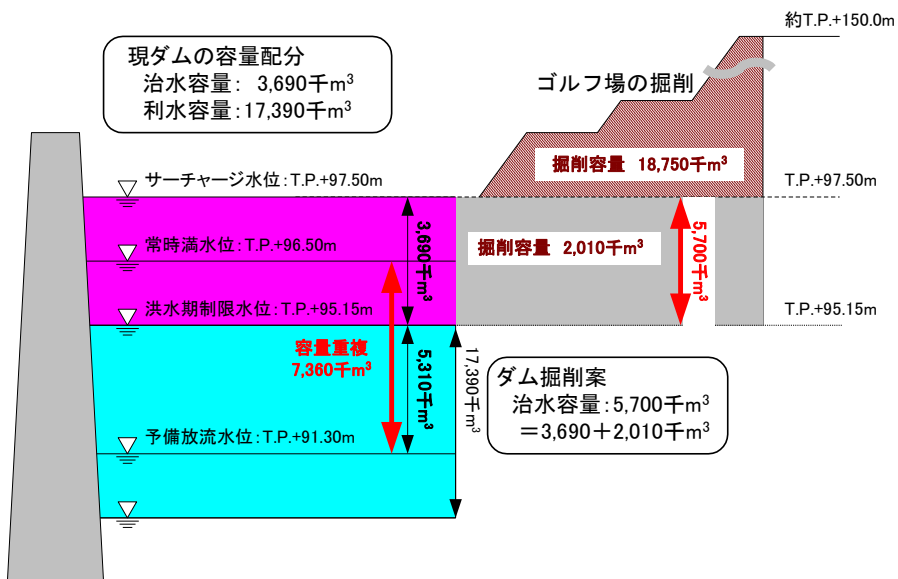 約T.P.+150.0m
現ダムの容量配分
治水容量: 3,690千m³
利水容量:17,390千m³
ゴルフ場の掘削
掘削容量 18,750千m³
サーチャージ水位:T.P.+97.50m
T.P.+97.50m
3,690千m³
掘削容量 2,010千m³
5,700千m³
常時満水位:T.P.+96.50m
洪水期制限水位:T.P.+95.15m
T.P.+95.15m
容量重複
7,360千m³
5,310千m³
17,390千m³
ダム掘削案
治水容量:5,700千m³
=3,690+2,010千m³
予備放流水位:T.P.+91.30m